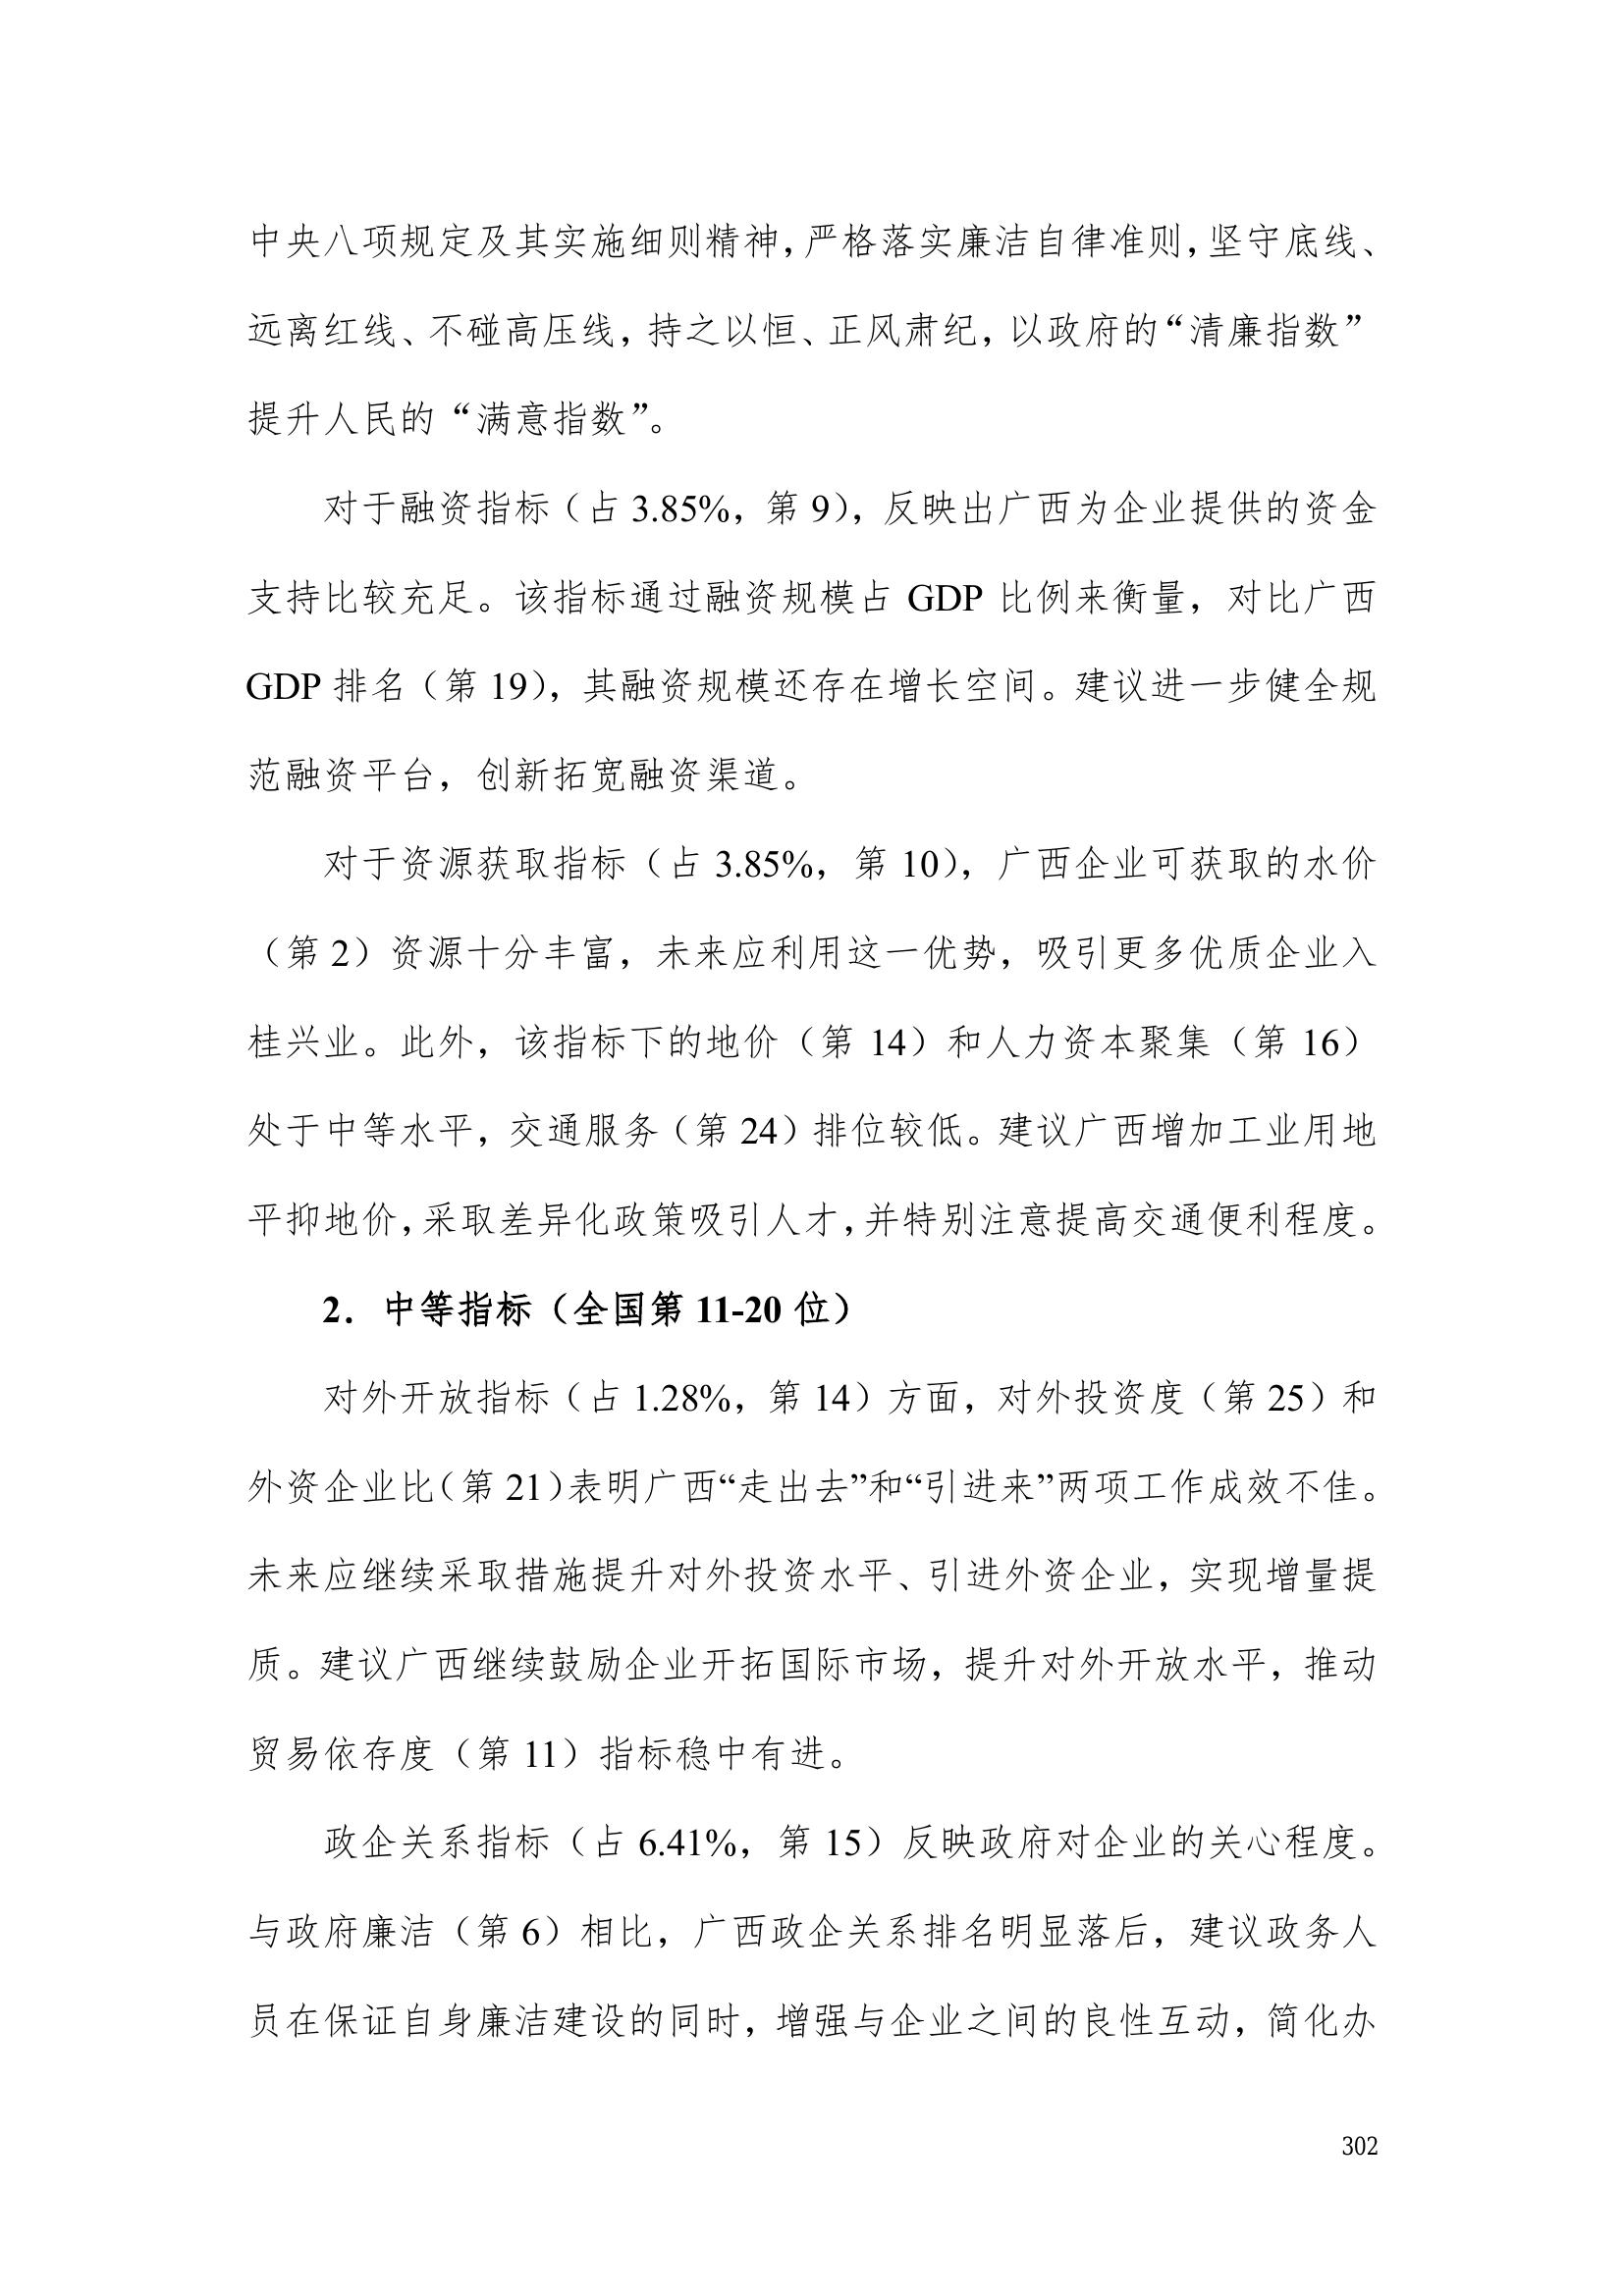 中央八项规定及其实施细则精神，严格落实廉洁自律准则，坚守底线、
远离红线、不碰高压线，持之以恒、正风肃纪，以政府的“清廉指数”
提升人民的“满意指数”。
对于融资指标（占 3.85%，第 9），反映出广西为企业提供的资金
支持比较充足。该指标通过融资规模占 GDP 比例来衡量，对比广西
GDP 排名（第 19），其融资规模还存在增长空间。建议进一步健全规
范融资平台，创新拓宽融资渠道。
对于资源获取指标（占 3.85%，第 10），广西企业可获取的水价
（第 2）资源十分丰富，未来应利用这一优势，吸引更多优质企业入
桂兴业。此外，该指标下的地价（第 14）和人力资本聚集（第 16）
处于中等水平，交通服务（第 24）排位较低。建议广西增加工业用地
平抑地价，采取差异化政策吸引人才，并特别注意提高交通便利程度。
2．中等指标（全国第 11-20 位）
对外开放指标（占 1.28%，第 14）方面，对外投资度（第 25）和
外资企业比（第 21）表明广西“走出去”和“引进来”两项工作成效不佳。
未来应继续采取措施提升对外投资水平、引进外资企业，实现增量提
质。建议广西继续鼓励企业开拓国际市场，提升对外开放水平，推动
贸易依存度（第 11）指标稳中有进。
政企关系指标（占 6.41%，第 15）反映政府对企业的关心程度。
与政府廉洁（第 6）相比，广西政企关系排名明显落后，建议政务人
员在保证自身廉洁建设的同时，增强与企业之间的良性互动，简化办
302